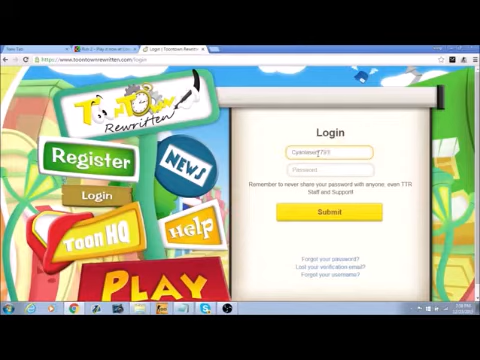 New Tab
Login | Toontown Rewritten
https://www.toontownrewritten.com/login
TOONTOWN
Rewritten
Register
NEWS
Login
Toon HQ
Help
PLAY
Login
Password
Remember to never share your password with anyone, even TTR
Staff and Support!
Submit
Forgot your password?
Lost your verification email?
Forgot your username?